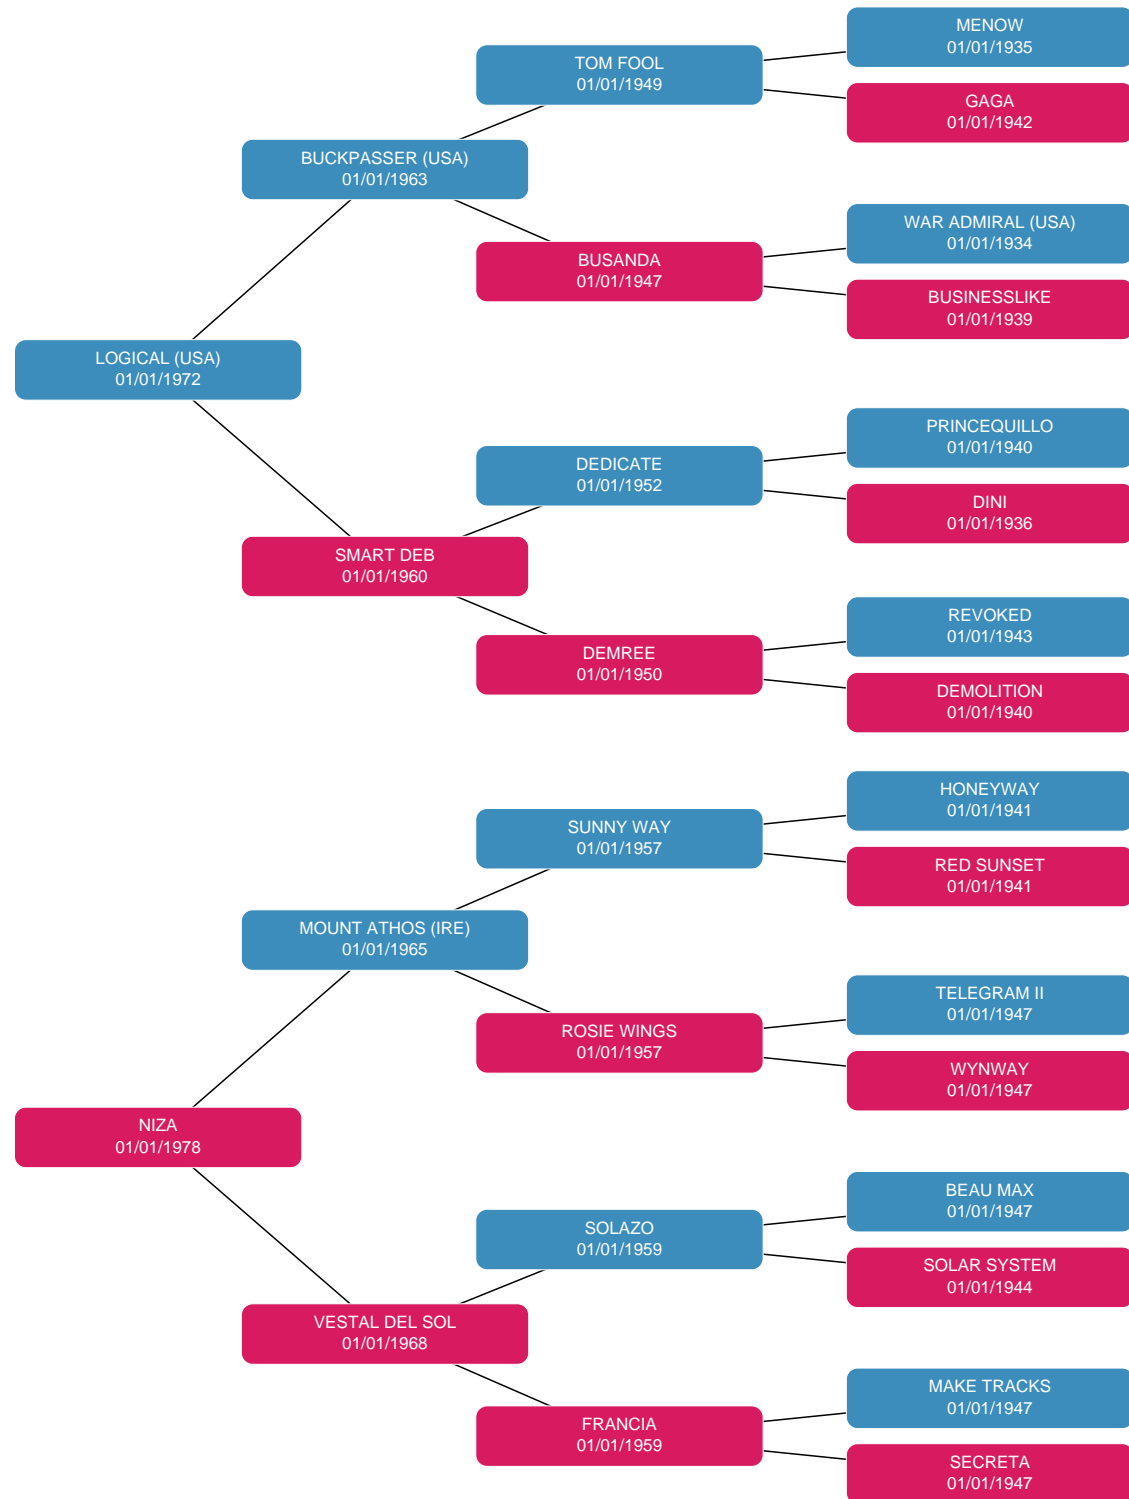 MENOW
01/01/1935
TOM FOOL
01/01/1949
GAGA
01/01/1942
BUCKPASSER (USA)
01/01/1963
WAR ADMIRAL (USA)
01/01/1934
BUSANDA
01/01/1947
BUSINESSLIKE
01/01/1939
LOGICAL (USA)
01/01/1972
PRINCEQUILLO
01/01/1940
DEDICATE
01/01/1952
DINI
01/01/1936
SMART DEB
01/01/1960
REVOKED
01/01/1943
DEMREE
01/01/1950
DEMOLITION
01/01/1940
HONEYWAY
01/01/1941
SUNNY WAY
01/01/1957
RED SUNSET
01/01/1941
MOUNT ATHOS (IRE)
01/01/1965
TELEGRAM II
01/01/1947
ROSIE WINGS
01/01/1957
WYNWAY
01/01/1947
NIZA
01/01/1978
BEAU MAX
01/01/1947
SOLAZO
01/01/1959
SOLAR SYSTEM
01/01/1944
VESTAL DEL SOL
01/01/1968
MAKE TRACKS
01/01/1947
FRANCIA
01/01/1959
SECRETA
01/01/1947